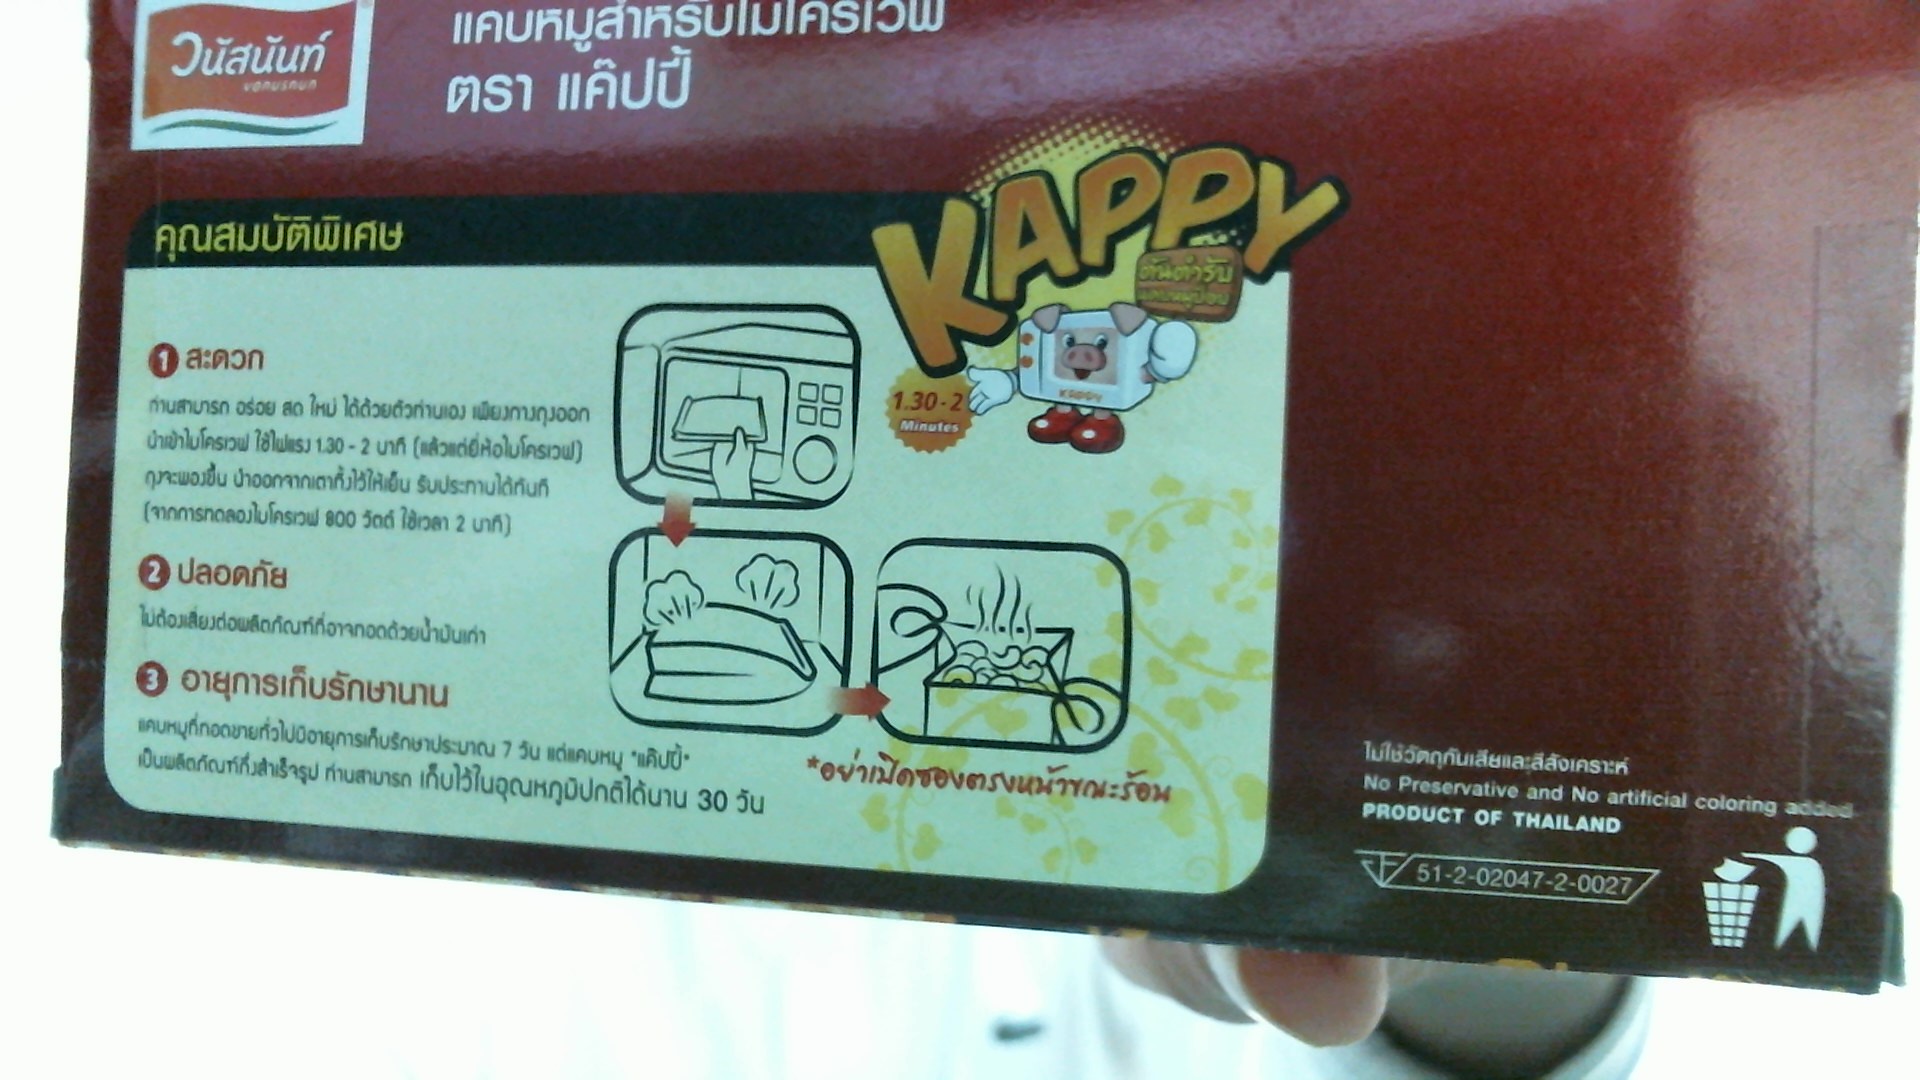 วนัสนันท์
vanusnun
แคบหมูสำหรับไมโครเวฟ
ตรา แค๊ปปี้
KAPPY
ต้นตำรับ
คุณสมบัติพิเศษ
1 สะดวก
ท่านสามารถ อร่อย สด ใหม่ ได้ด้วยตัวท่านเอง เพียงกางถุงออก
นำเข้าไมโครเวฟ ใช้ไฟแรง 1.30 - 2 นาที (แล้วแต่ยี่ห้อไมโครเวฟ)
ถุงจะพองขึ้น นำออกจากเตาทิ้งไว้ให้เย็น รับประทานได้ทันที
(จากการทดลองไมโครเวฟ 800 วัตต์ ใช้เวลา 2 นาที)
KAPPY
1.30 - 2
Minutes
2 ปลอดภัย
ไม่ต้องเสี่ยงต่อผลิตภัณฑ์ที่อาจทอดด้วยน้ำมันเก่า
3 อายุการเก็บรักษานาน
แคบหมูที่ทอดขายทั่วไปมีอายุการเก็บรักษาประมาณ 7 วัน แต่แคบหมู "แค๊ปปี้"
เป็นผลิตภัณฑ์กึ่งสำเร็จรูป ท่านสามารถ เก็บไว้ในอุณหภูมิปกติได้นาน 30 วัน
*อย่าเปิดซองตรงหน้าขณะร้อน
ไม่ใช้วัตถุกันเสียและสีสังเคราะห์
No Preservative and No artificial coloring added
PRODUCT OF THAILAND
51-2-02047-2-0027